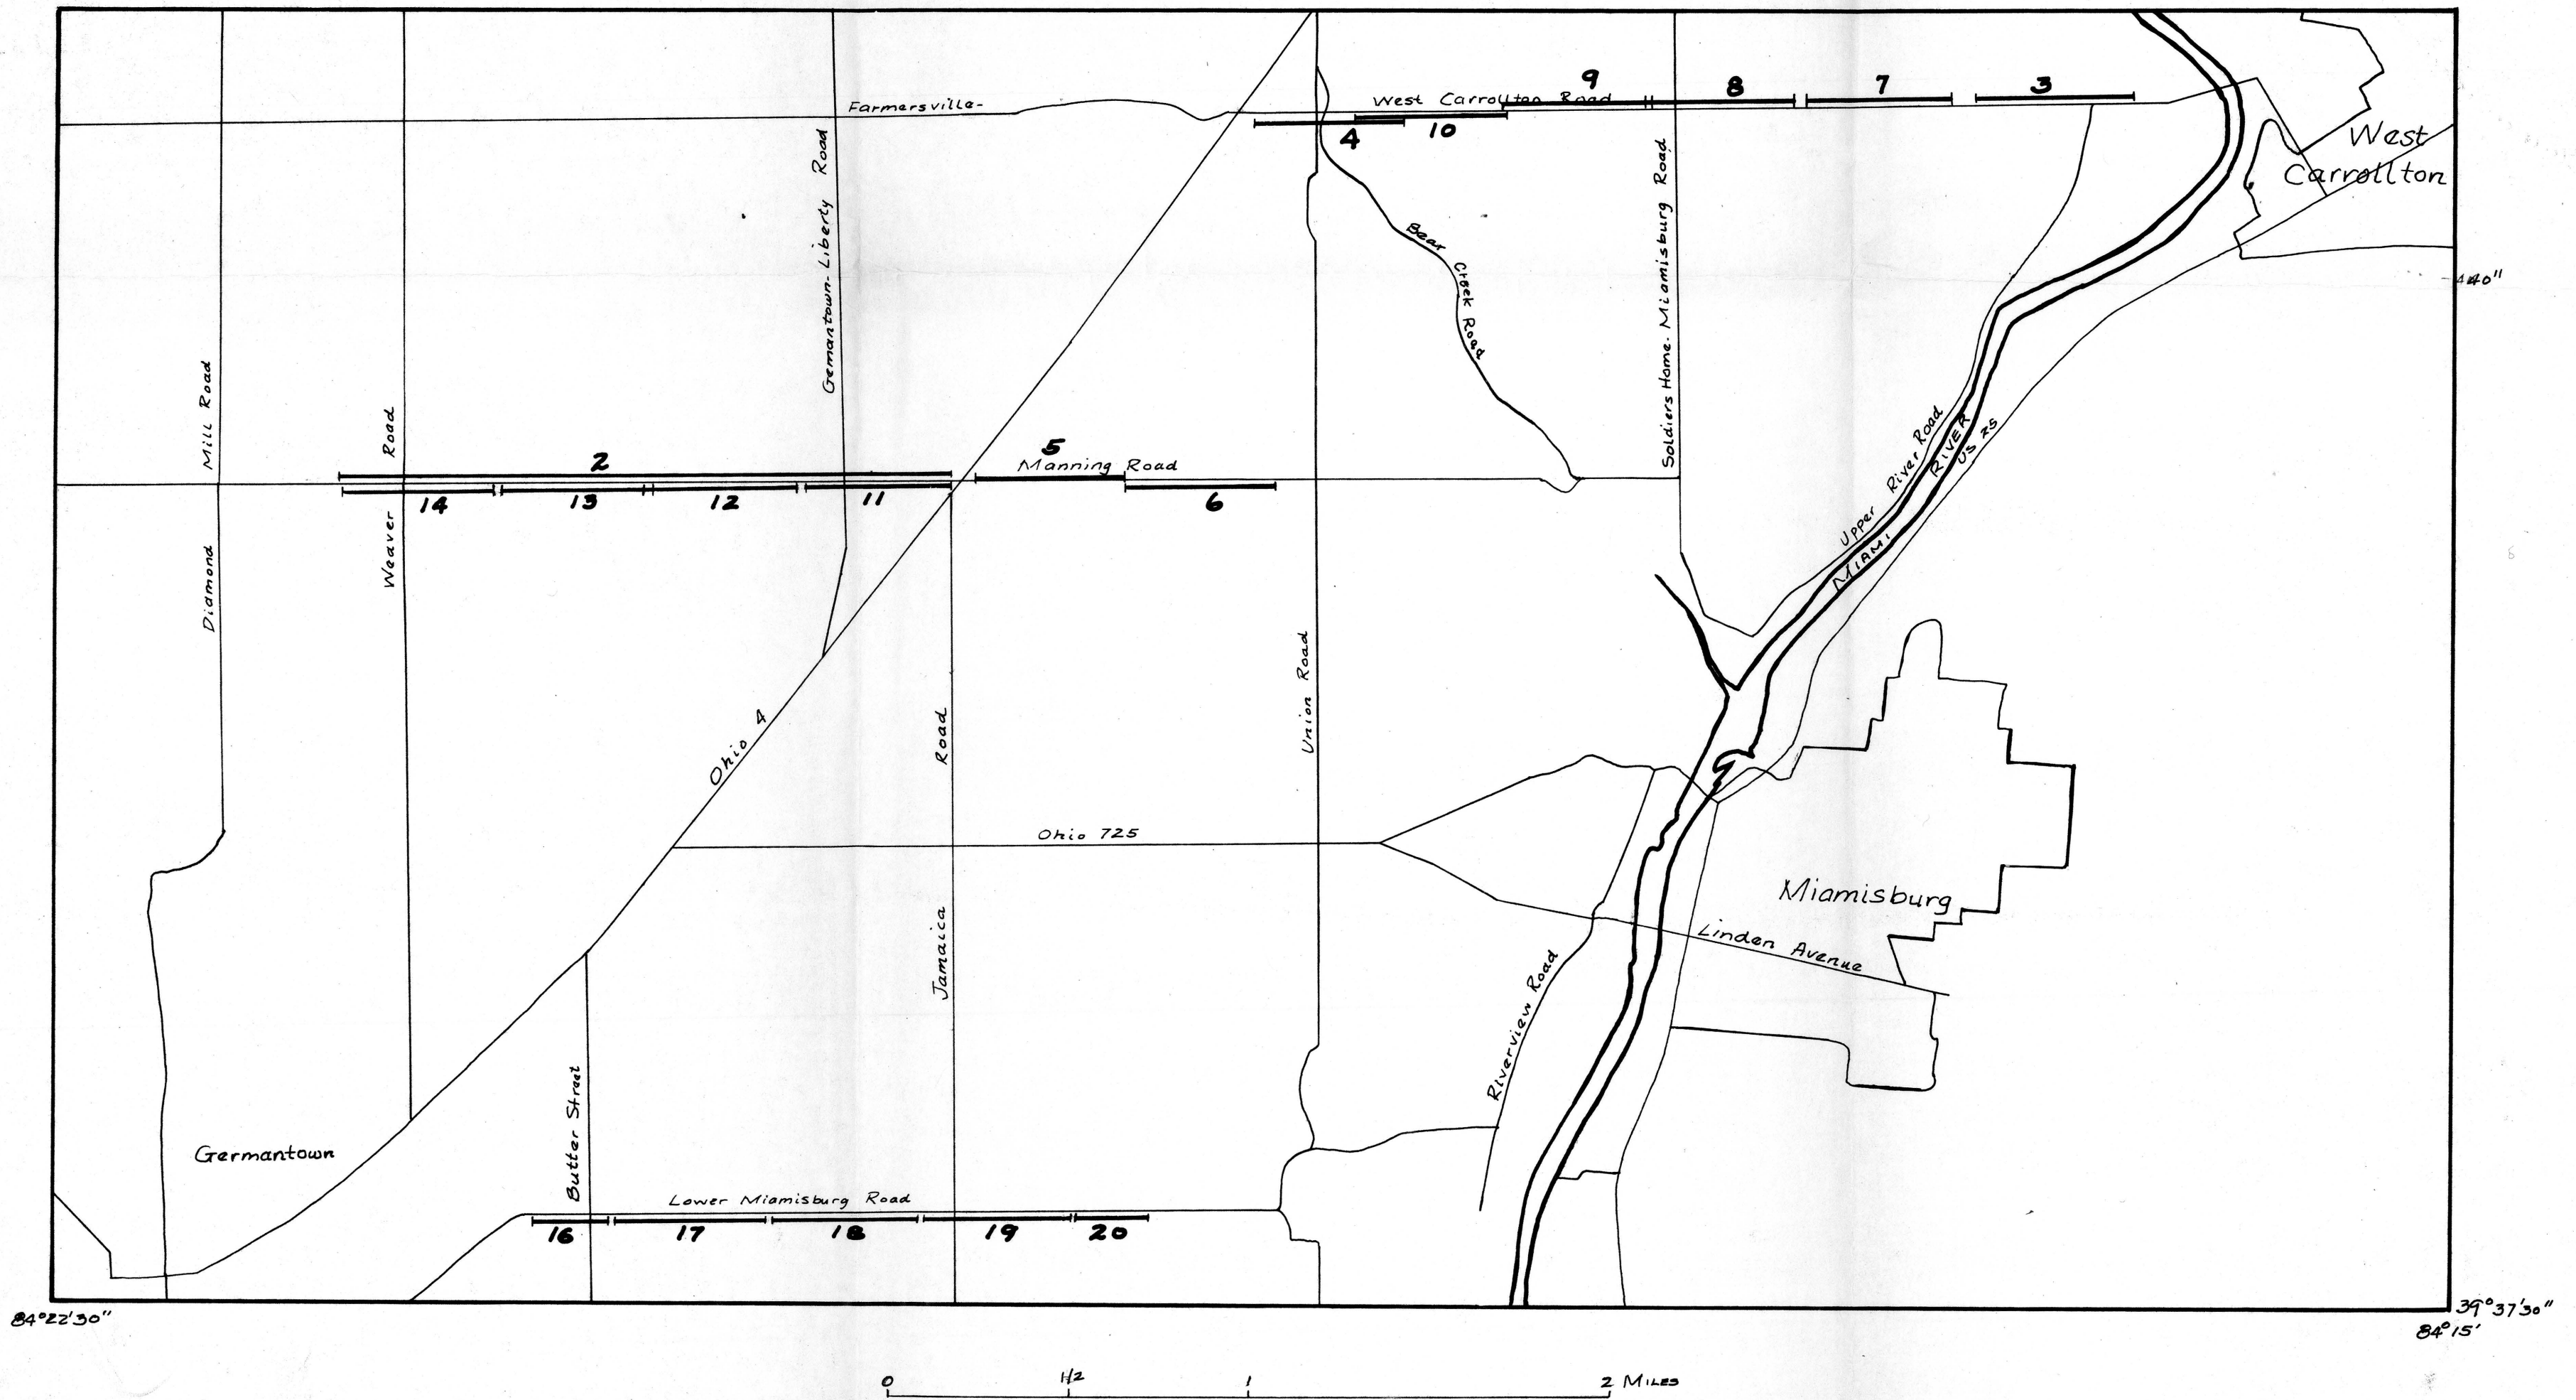 9
8
7
3
Farmersville-
West Carrollton Road
4
10
West
Carrollton
Gemantown-Liberty Road
Soldiers Home-Miamisburg Road
Bear Creek Road
Diamond Mill Road
Weaver Road
2
14
13
12
11
5
Manning Road
6
Upper River Road
MIAMI RIVER
US 25
Union Road
Ohio 4
Jamaica Road
Ohio 725
Miamisburg
Linden Avenue
Riverview Road
Germantown
Butter Street
Lower Miamisburg Road
16
17
18
19
20
84°22'30"
39°37'30"
84°15'
0 1/2 1 2 MILES